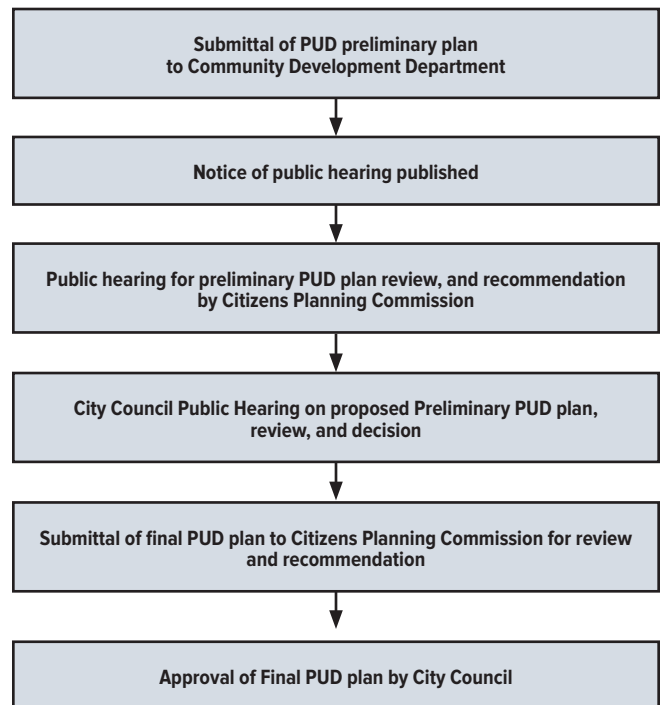 Submittal of PUD preliminary plan
to Community Development Department
Notice of public hearing published
Public hearing for preliminary PUD plan review, and recommendation
by Citizens Planning Commission
City Council Public Hearing on proposed Preliminary PUD plan,
review, and decision
Submittal of final PUD plan to Citizens Planning Commission for review
and recommendation
Approval of Final PUD plan by City Council